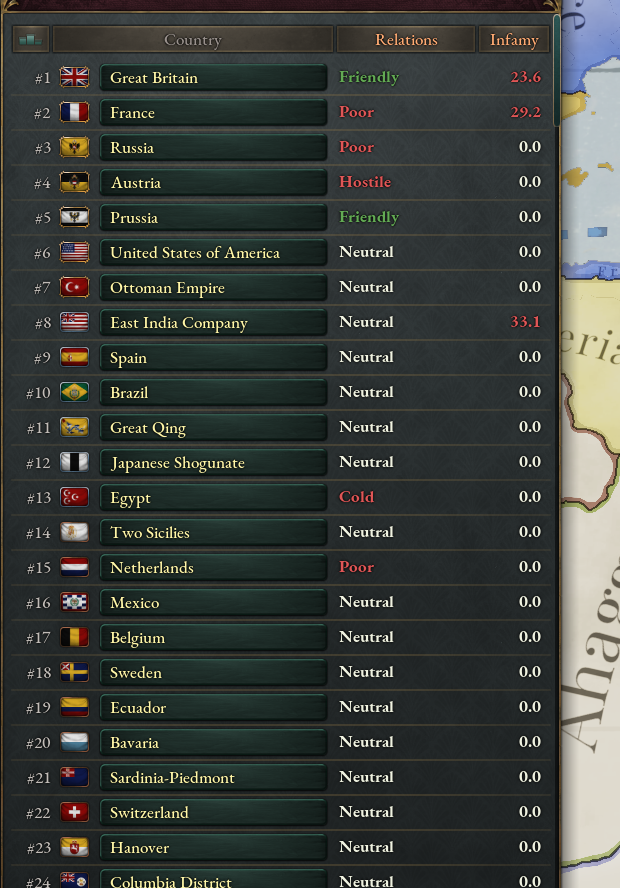 Country Relations Infamy
#1 Great Britain Friendly 23.6
#2 France Poor 29.2
#3 Russia Poor 0.0
#4 Austria Hostile 0.0
#5 Prussia Friendly 0.0
#6 United States of America Neutral 0.0
#7 Ottoman Empire Neutral 0.0
#8 East India Company Neutral 33.1
#9 Spain Neutral 0.0
#10 Brazil Neutral 0.0
#11 Great Qing Neutral 0.0
#12 Japanese Shogunate Neutral 0.0
#13 Egypt Cold 0.0
#14 Two Sicilies Neutral 0.0
#15 Netherlands Poor 0.0
#16 Mexico Neutral 0.0
#17 Belgium Neutral 0.0
#18 Sweden Neutral 0.0
#19 Ecuador Neutral 0.0
#20 Bavaria Neutral 0.0
#21 Sardinia-Piedmont Neutral 0.0
#22 Switzerland Neutral 0.0
#23 Hanover Neutral 0.0
#24 Columbia District Neutral 0.0
eria
Ahag